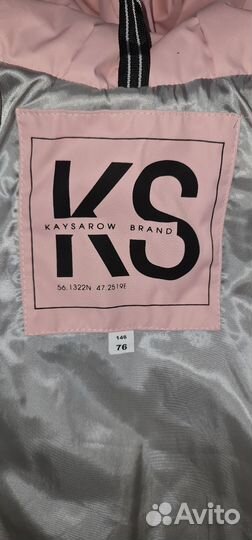 KS
KAYSAROW BRAND
56.1322N 47.2519E
146
76
Avito